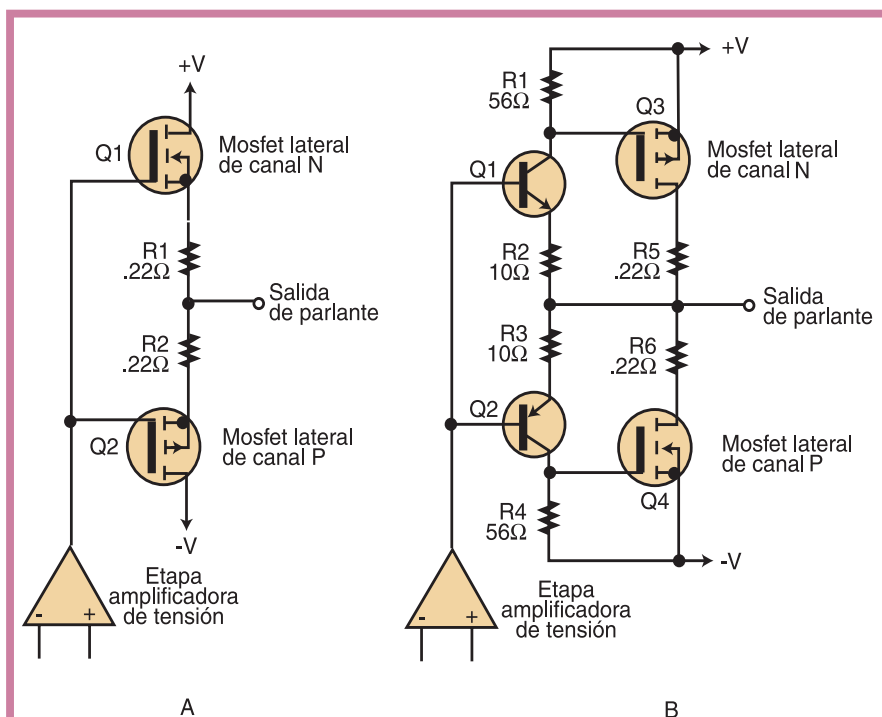 +V
Q1
Mosfet lateral
de canal N
R1
.22Ω
Salida
de parlante
R2
.22Ω
Q2
Mosfet lateral
de canal P
-V
Etapa
amplificadora
de tensión
- +
A
+V
R1
56Ω
Q3
Mosfet lateral
de canal N
Q1
R2
10Ω
R5
.22Ω
Salida
de parlante
R3
10Ω
R6
.22Ω
Q2
Mosfet lateral
de canal P
Q4
R4
56Ω
-V
Etapa
amplificadora
de tensión
- +
B